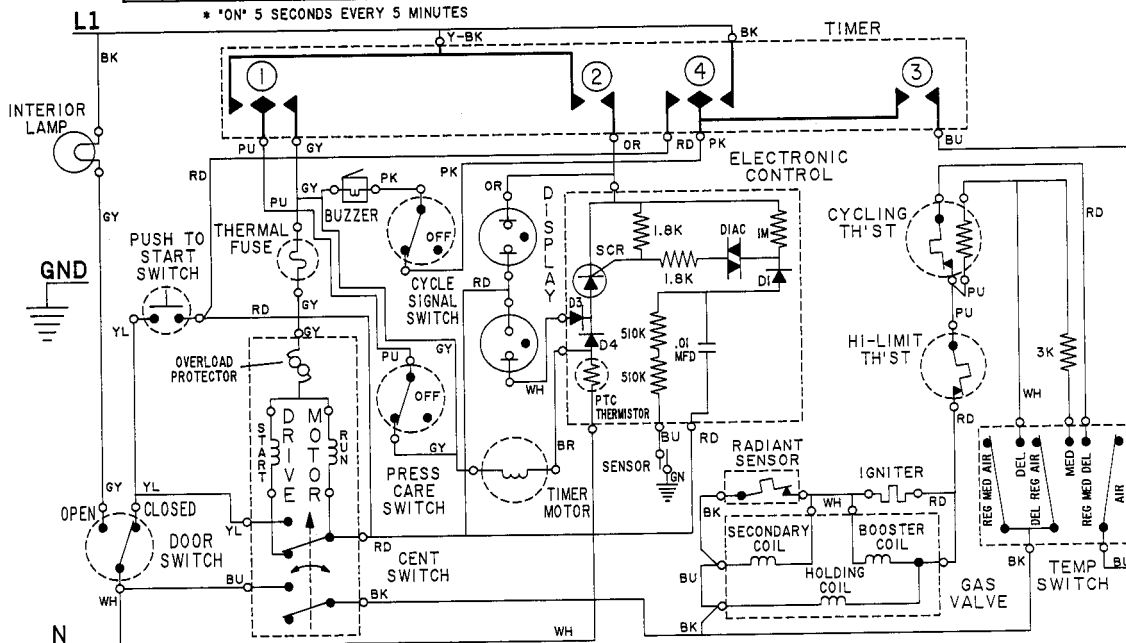 * "ON" 5 SECONDS EVERY 5 MINUTES
L1
BK
Y-BK
BK
TIMER
1
2
4
3
INTERIOR
LAMP
PU
GY
OR
RD
PK
BU
ELECTRONIC
CONTROL
RD
GY
PU
BUZZER
PK
PK
OFF
CYCLE
SIGNAL
SWITCH
OR
DISPLAY
SCR
1.8K
1.8K
DIAC
1M
D1
CYCLING
TH'ST
RD
PU
PU
GY
PUSH TO
START
SWITCH
THERMAL
FUSE
GY
GND
YL
RD
GY
RD
D3
D4
510K
510K
.01
MFD
HI-LIMIT
TH'ST
3K
WH
RD
OVERLOAD
PROTECTOR
PU
OFF
GY
WH
PTC
THERMISTOR
DRIVE
MOTOR
START
RUN
GY
PRESS
CARE
SWITCH
BR
TIMER
MOTOR
BU
RD
SENSOR
GN
RADIANT
SENSOR
IGNITER
REG MED AIR
DEL
DEL REG AIR
MED
REG MED DEL
AIR
GY
YL
YL
OPEN
CLOSED
DOOR
SWITCH
YL
RD
CENT
SWITCH
BK
WH
RD
SECONDARY
COIL
BOOSTER
COIL
HOLDING
COIL
BU
GAS
VALVE
BK
TEMP
SWITCH
BU
WH
BU
BK
BK
N
WH